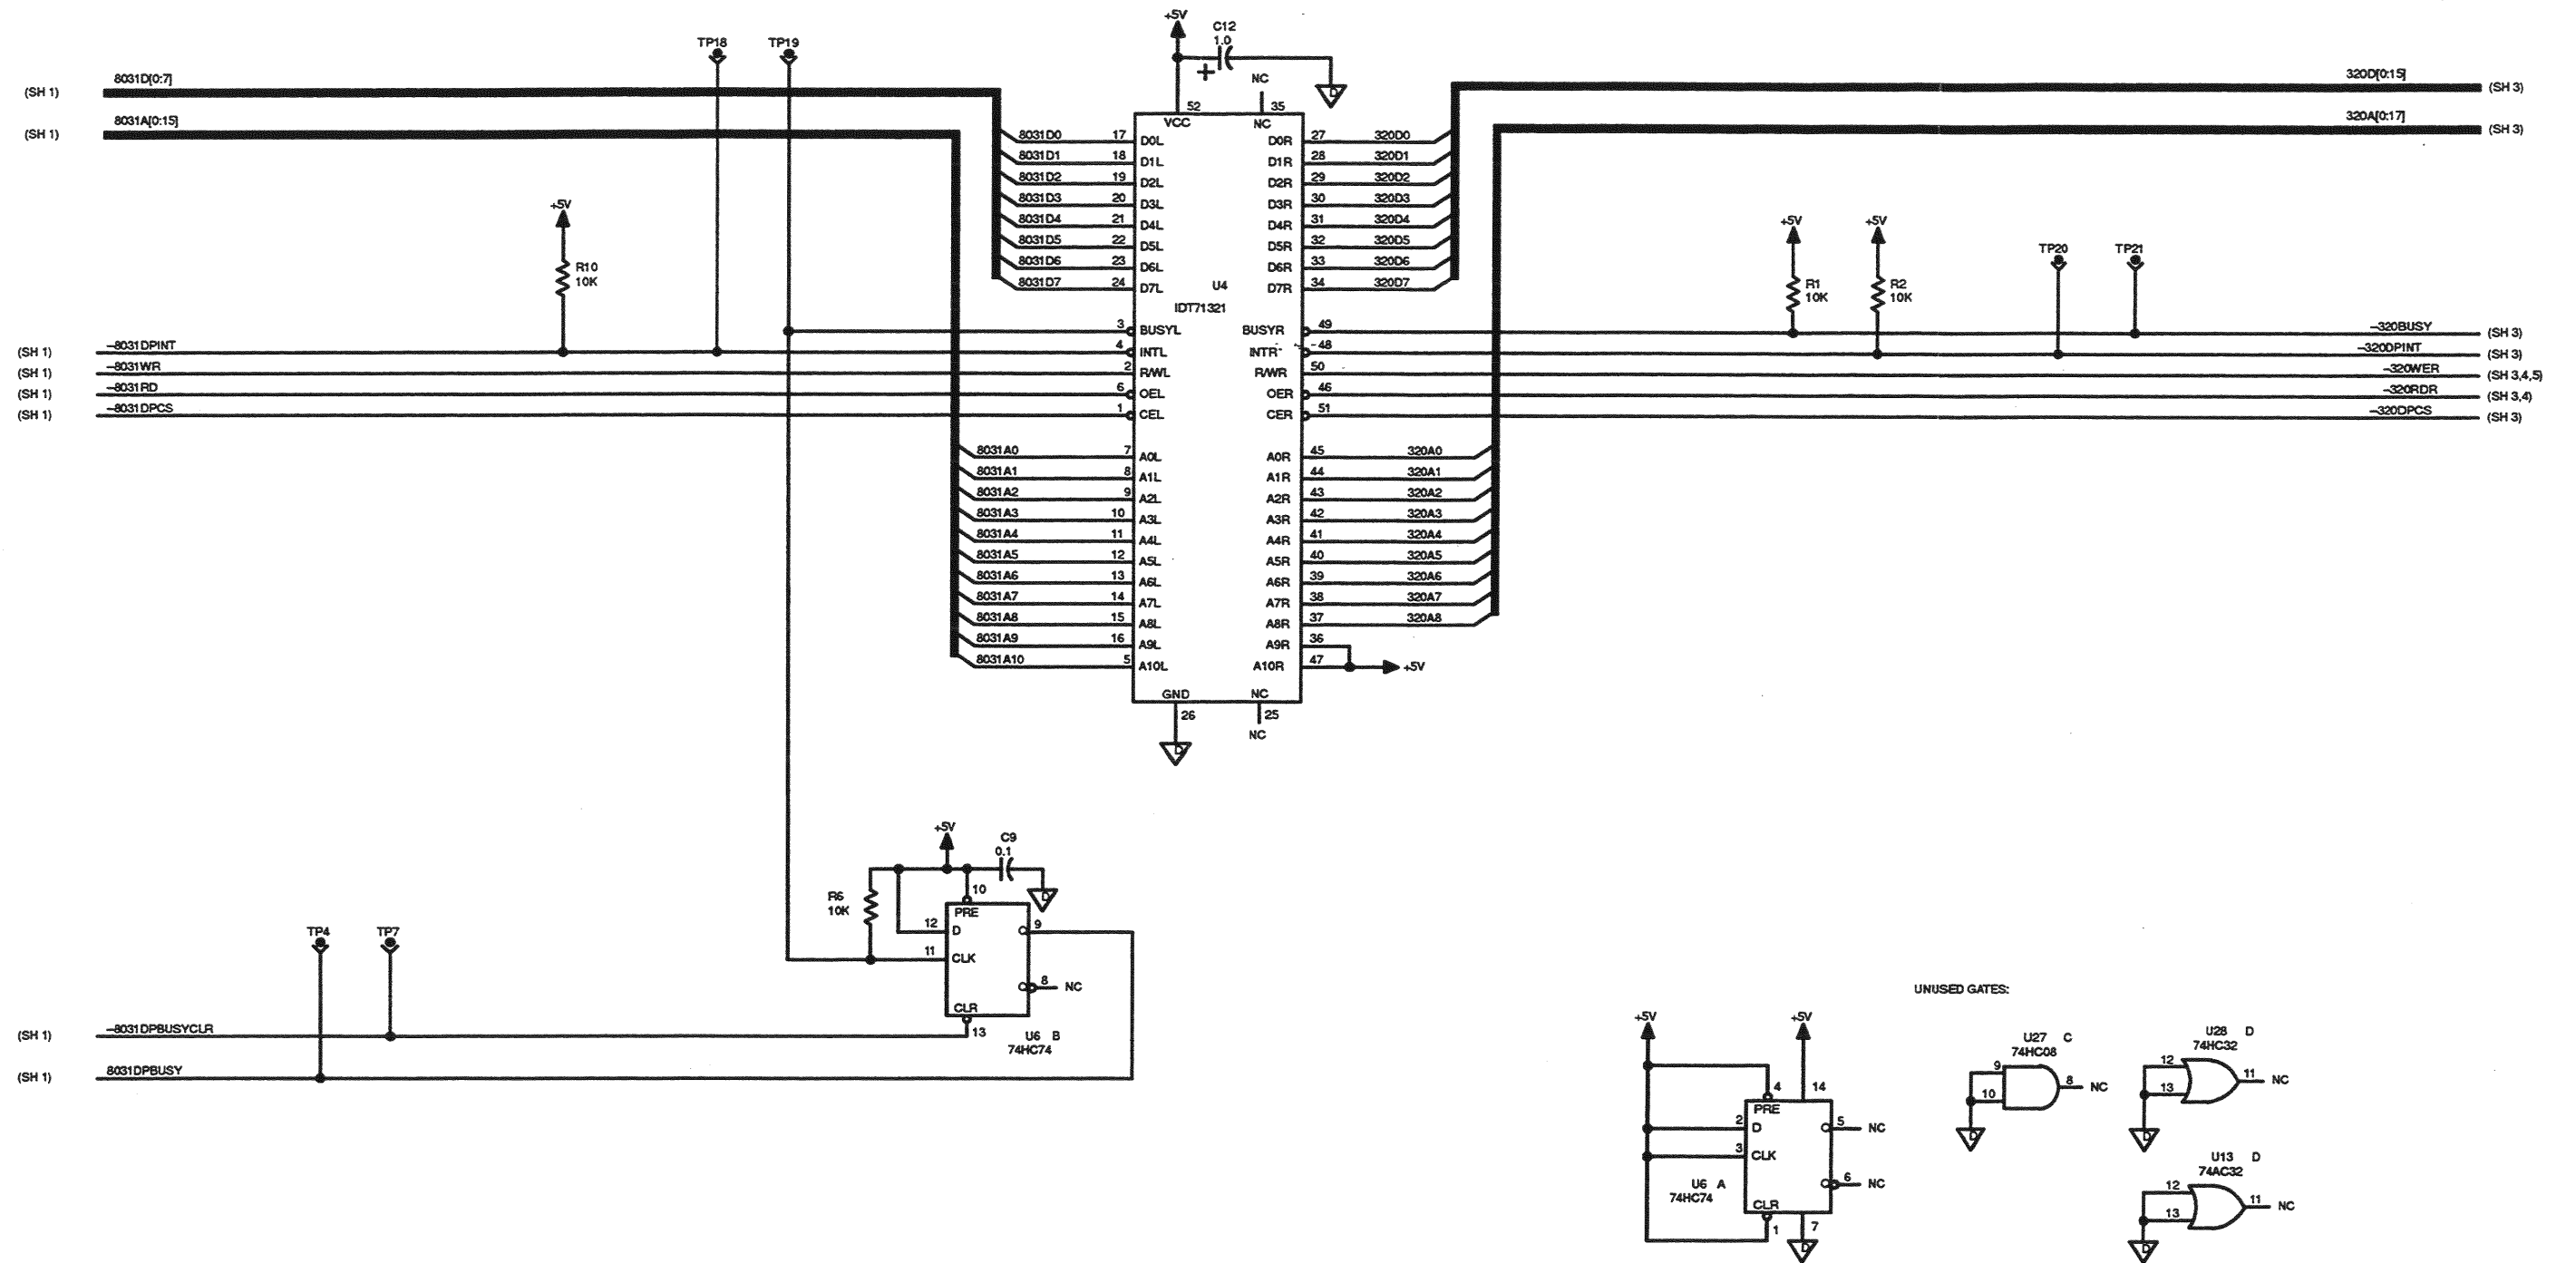 +5V
C12
1.0
TP18
TP19
+
NC
8031D[0:7]
(SH 1)
320D[0:15]
(SH 3)
52
35
8031A[0:15]
(SH 1)
320A[0:17]
(SH 3)
VCC
NC
8031D0 17 D0L D0R 27 320D0
8031D1 18 D1L D1R 28 320D1
8031D2 19 D2L D2R 29 320D2
8031D3 20 D3L D3R 30 320D3
8031D4 21 D4L D4R 31 320D4
8031D5 22 D5L D5R 32 320D5
8031D6 23 D6L D6R 33 320D6
8031D7 24 D7L D7R 34 320D7
U4
IDT71321
+5V
R10
10K
+5V
+5V
TP20
TP21
R1
10K
R2
10K
3 BUSYL BUSYR 49 –320BUSY (SH 3)
(SH 1) –8031DPINT 4 INTL INTR 48 –320DPINT (SH 3)
(SH 1) –8031WR 2 R/WL R/WR 50 –320WER (SH 3,4,5)
(SH 1) –8031RD 6 OEL OER 46 –320RDR (SH 3,4)
(SH 1) –8031DPCS 1 CEL CER 51 –320DPCS (SH 3)
8031A0 7 A0L A0R 45 320A0
8031A1 8 A1L A1R 44 320A1
8031A2 9 A2L A2R 43 320A2
8031A3 10 A3L A3R 42 320A3
8031A4 11 A4L A4R 41 320A4
8031A5 12 A5L A5R 40 320A5
8031A6 13 A6L A6R 39 320A6
8031A7 14 A7L A7R 38 320A7
8031A8 15 A8L A8R 37 320A8
8031A9 16 A9L A9R 36
8031A10 5 A10L A10R 47 +5V
GND NC
26 25
D
NC
+5V
C9
0.1
R6
10K
10
D
PRE
12 D Q 9
11 CLK
Q 8 NC
CLR
13
U6 B
74HC74
TP4
TP7
(SH 1) –8031DPBUSYCLR
(SH 1) 8031DPBUSY
UNUSED GATES:
+5V
+5V
4 14
PRE
2 D Q 5 NC
3 CLK
Q 6 NC
CLR
1 7
D
U6 A
74HC74
U27 C
74HC08
9
10
8 NC
D
U28 D
74HC32
12
13
11 NC
D
U13 D
74AC32
12
13
11 NC
D